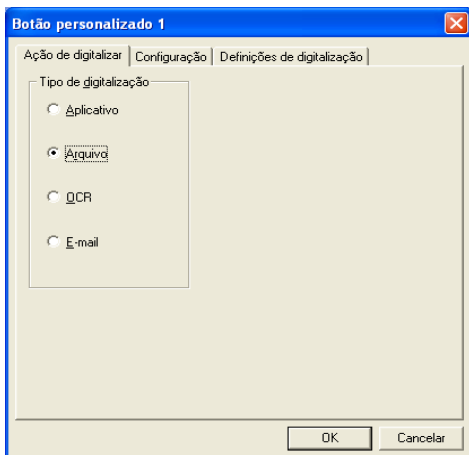 Botão personalizado 1
Ação de digitalizar Configuração Definições de digitalização
Tipo de digitalização
Aplicativo
Arquivo
OCR
E-mail
OK Cancelar